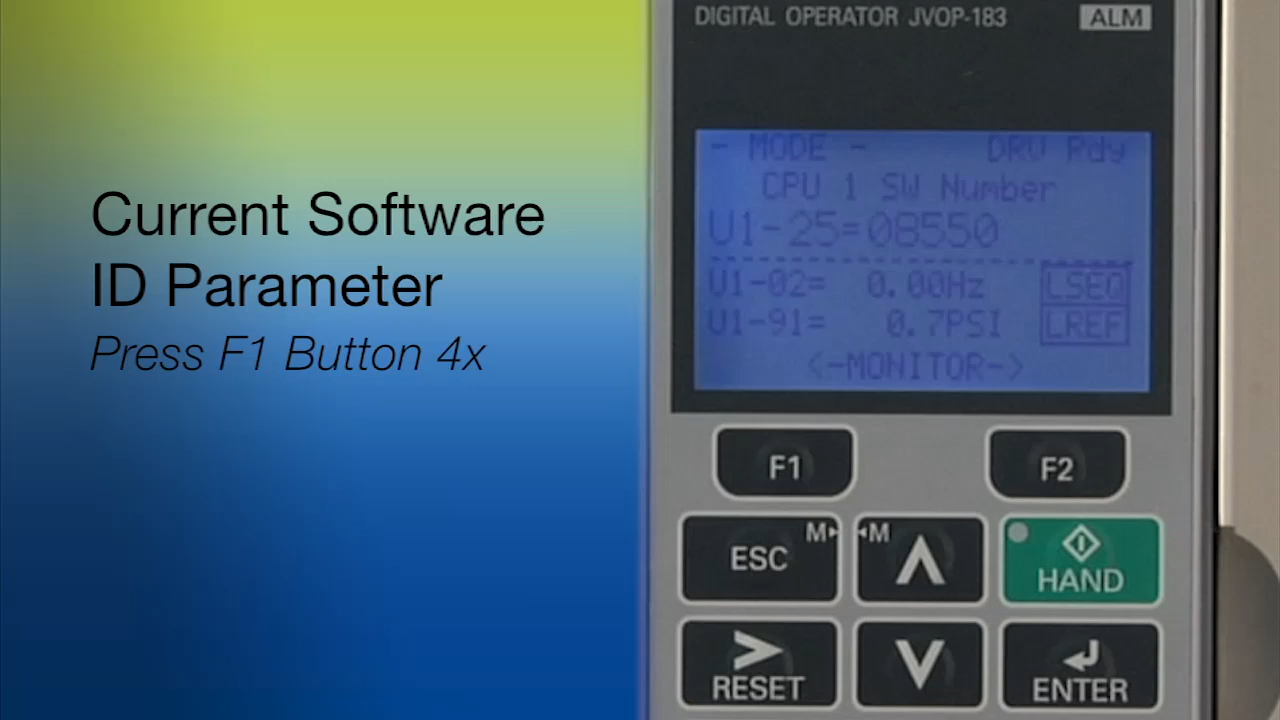 Current Software
ID Parameter
Press F1 Button 4x
DIGITAL OPERATOR JVOP-183
ALM
- MODE - DRV Rdy
CPU 1 SW Number
U1-25=08550
U1-02= 0.00Hz LSEQ
U1-91= 0.7PSI LREF
<-MONITOR->
F1 F2
ESC M M HAND
RESET ENTER